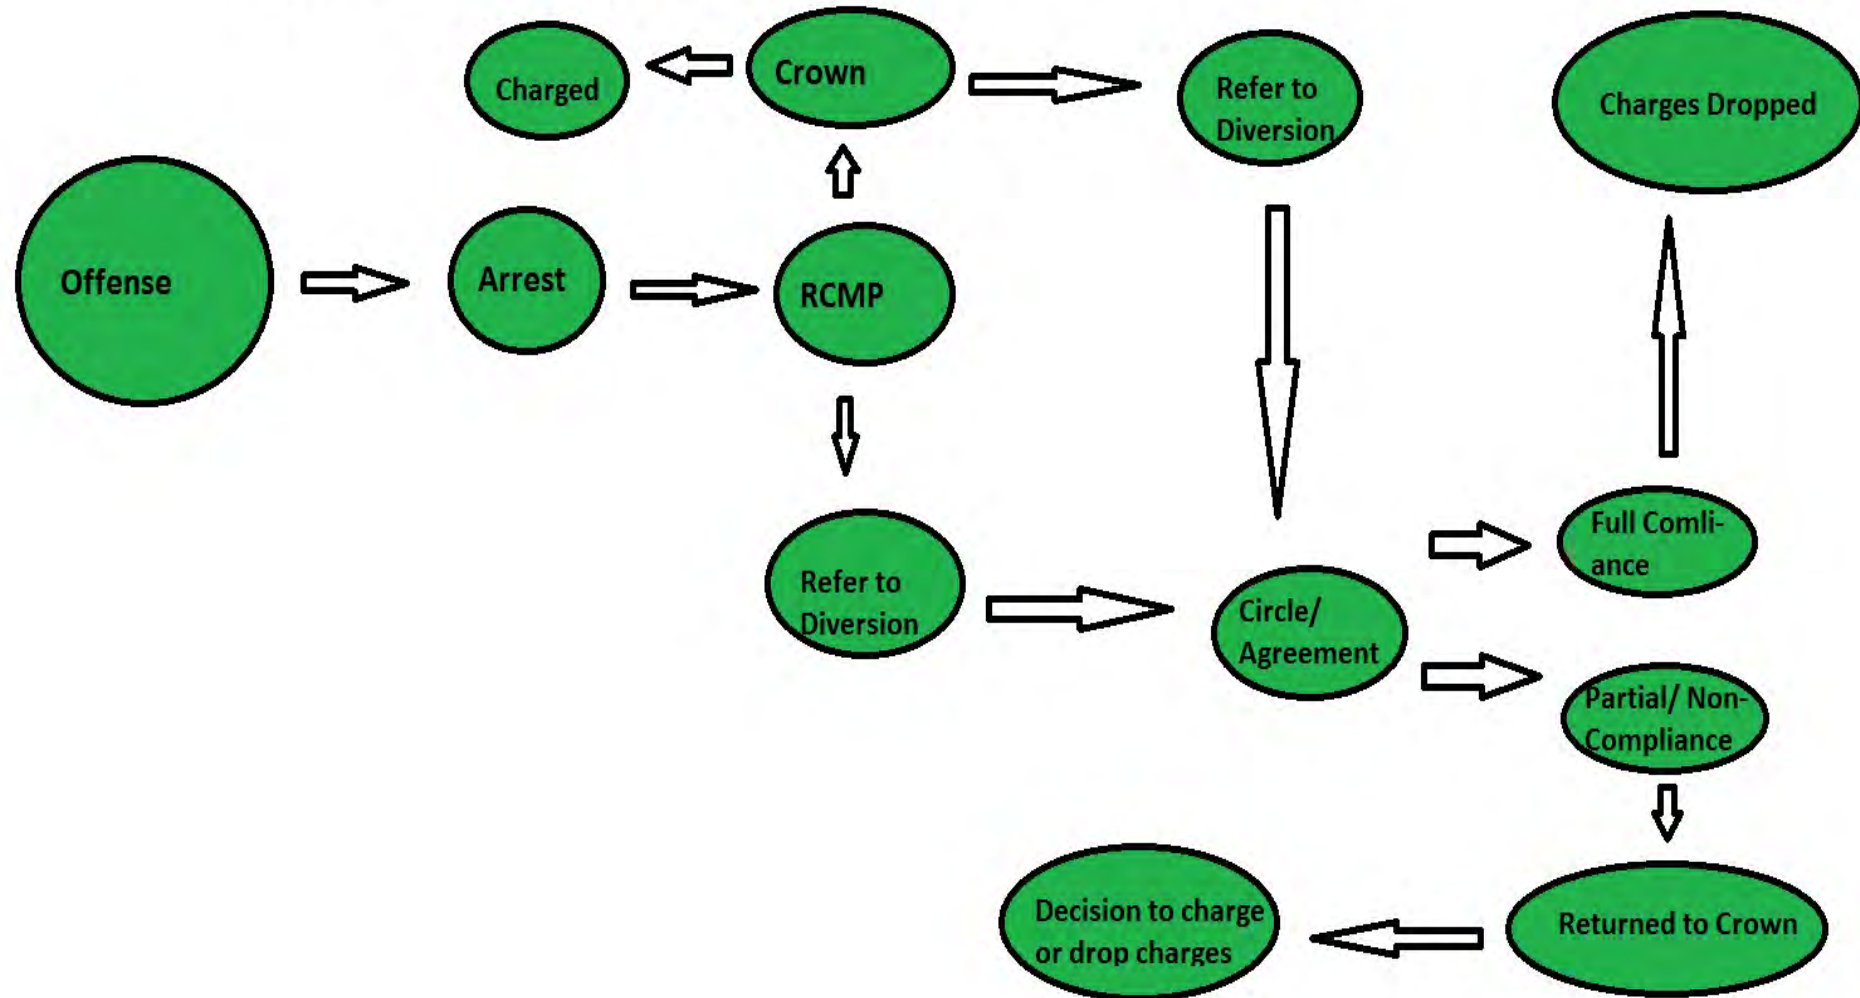 Charged
Crown
Refer to
Diversion
Charges Dropped
Offense
Arrest
RCMP
Refer to
Diversion
Circle/
Agreement
Full Comli-
ance
Partial/ Non-
Compliance
Decision to charge
or drop charges
Returned to Crown